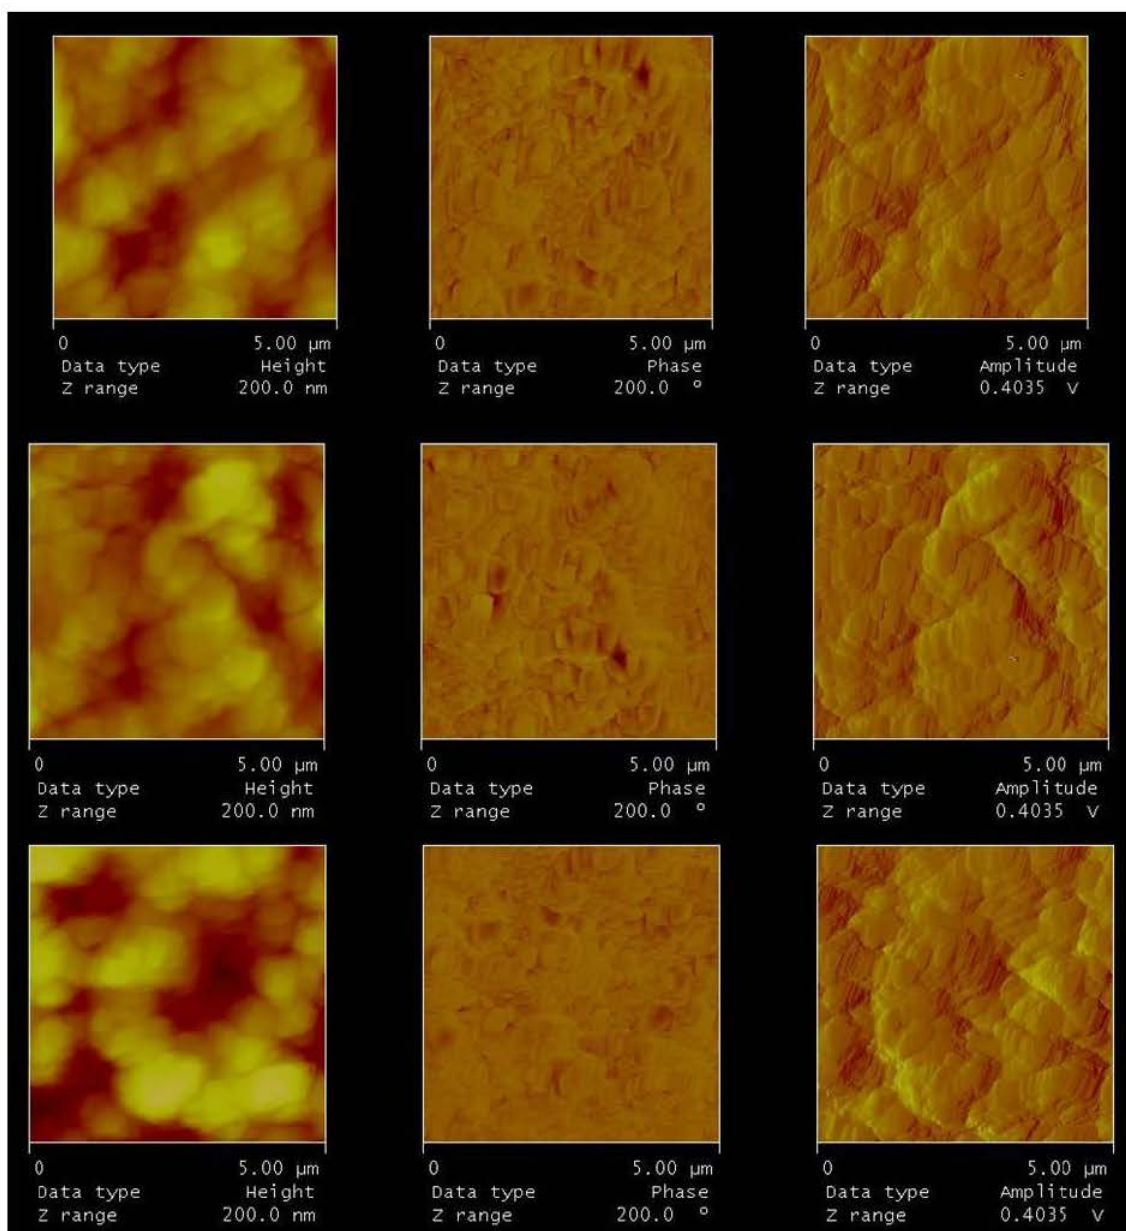 0 5.00 µm
Data type Height
Z range 200.0 nm
0 5.00 µm
Data type Phase
Z range 200.0 º
0 5.00 µm
Data type Amplitude
Z range 0.4035 V
0 5.00 µm
Data type Height
Z range 200.0 nm
0 5.00 µm
Data type Phase
Z range 200.0 º
0 5.00 µm
Data type Amplitude
Z range 0.4035 V
0 5.00 µm
Data type Height
Z range 200.0 nm
0 5.00 µm
Data type Phase
Z range 200.0 º
0 5.00 µm
Data type Amplitude
Z range 0.4035 V